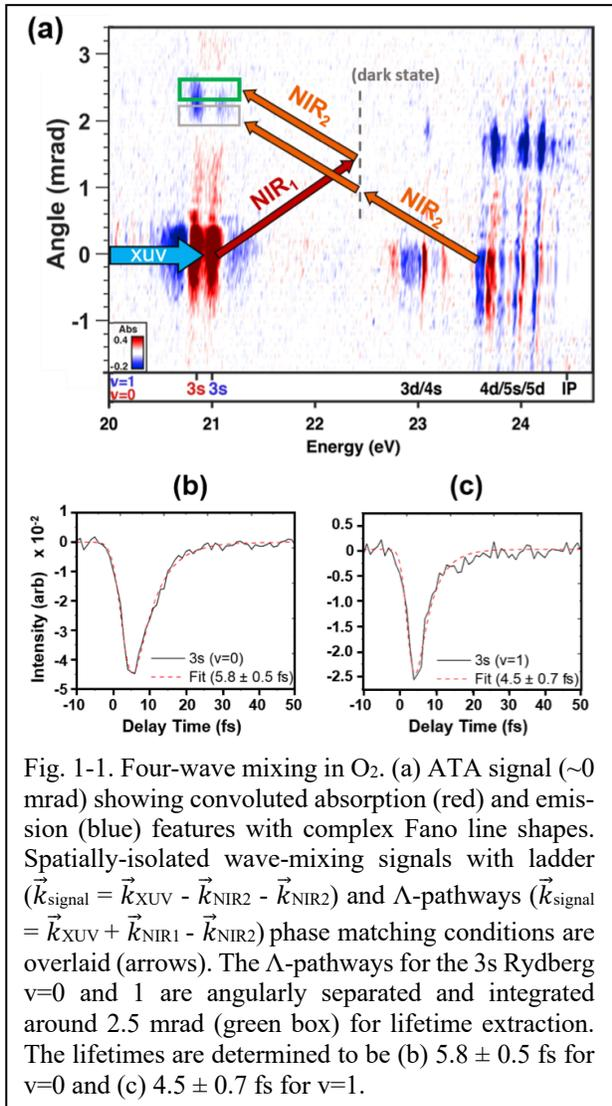 (a)
3
2
1
0
-1
Angle (mrad)
(dark state)
NIR2
NIR1
NIR2
XUV
Abs
0.4
-0.2
v=1
v=0
3s 3s
3d/4s
4d/5s/5d
IP
20
21
22
23
24
Energy (eV)
(b)
(c)
1
0
-1
-2
-3
-4
-5
Intensity (arb) x 10-2
3s (v=0)
Fit (5.8 ± 0.5 fs)
-10 0 10 20 30 40 50
Delay Time (fs)
0.5
0
-0.5
-1.0
-1.5
-2.0
-2.5
3s (v=1)
Fit (4.5 ± 0.7 fs)
-10 0 10 20 30 40 50
Delay Time (fs)
Fig. 1-1. Four-wave mixing in O₂. (a) ATA signal (~0
mrad) showing convoluted absorption (red) and emis-
sion (blue) features with complex Fano line shapes.
Spatially-isolated wave-mixing signals with ladder
(k⃗signal = k⃗XUV - k⃗NIR2 - k⃗NIR2) and Λ-pathways (k⃗signal
= k⃗XUV + k⃗NIR1 - k⃗NIR2) phase matching conditions are
overlaid (arrows). The Λ-pathways for the 3s Rydberg
v=0 and 1 are angularly separated and integrated
around 2.5 mrad (green box) for lifetime extraction.
The lifetimes are determined to be (b) 5.8 ± 0.5 fs for
v=0 and (c) 4.5 ± 0.7 fs for v=1.